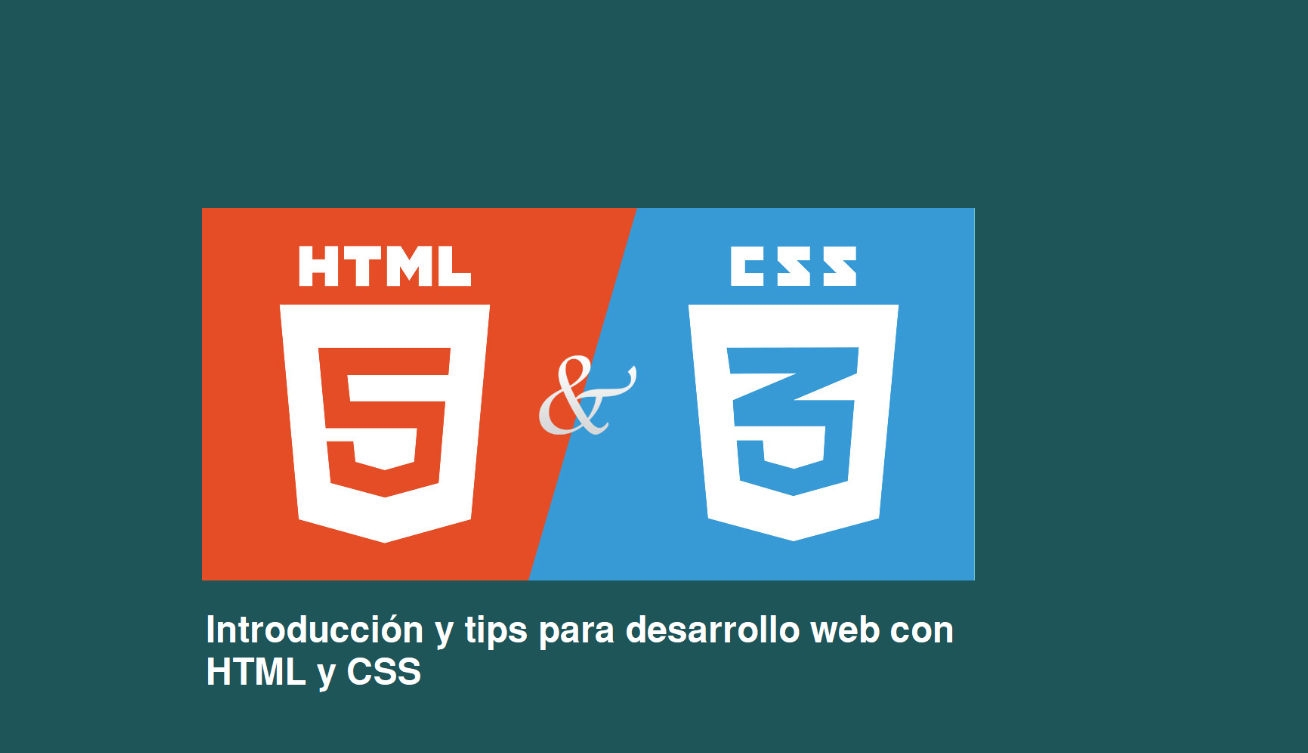 HTML
CSS
5
&
3
Introducción y tips para desarrollo web con
HTML y CSS